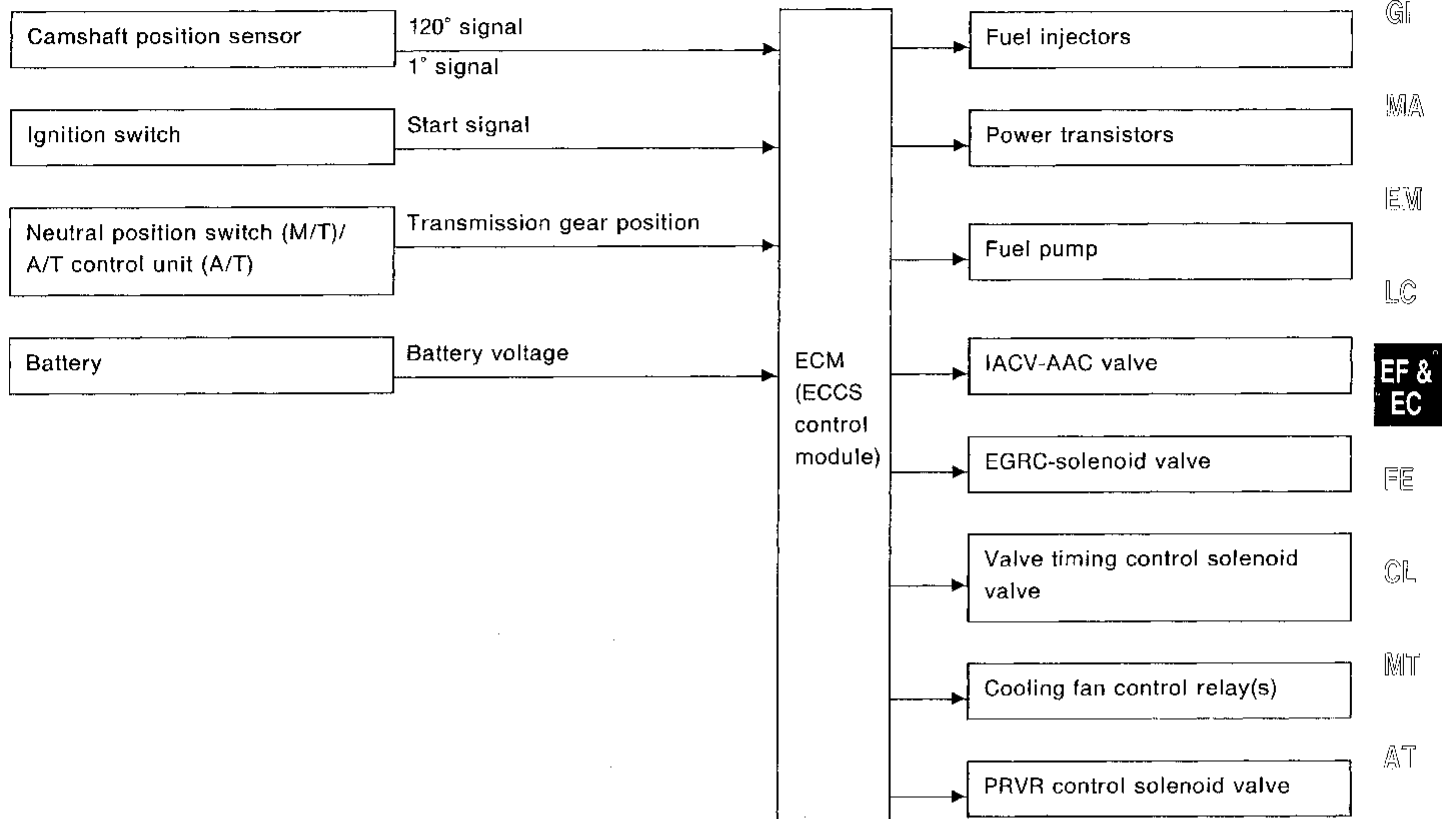 Camshaft position sensor
120° signal
1° signal
Ignition switch
Start signal
Neutral position switch (M/T)/
A/T control unit (A/T)
Transmission gear position
Battery
Battery voltage
ECM
(ECCS
control
module)
Fuel injectors
Power transistors
Fuel pump
IACV-AAC valve
EGRC-solenoid valve
Valve timing control solenoid
valve
Cooling fan control relay(s)
PRVR control solenoid valve
GI
MA
EM
LC
EF &
EC
FE
CL
MT
AT